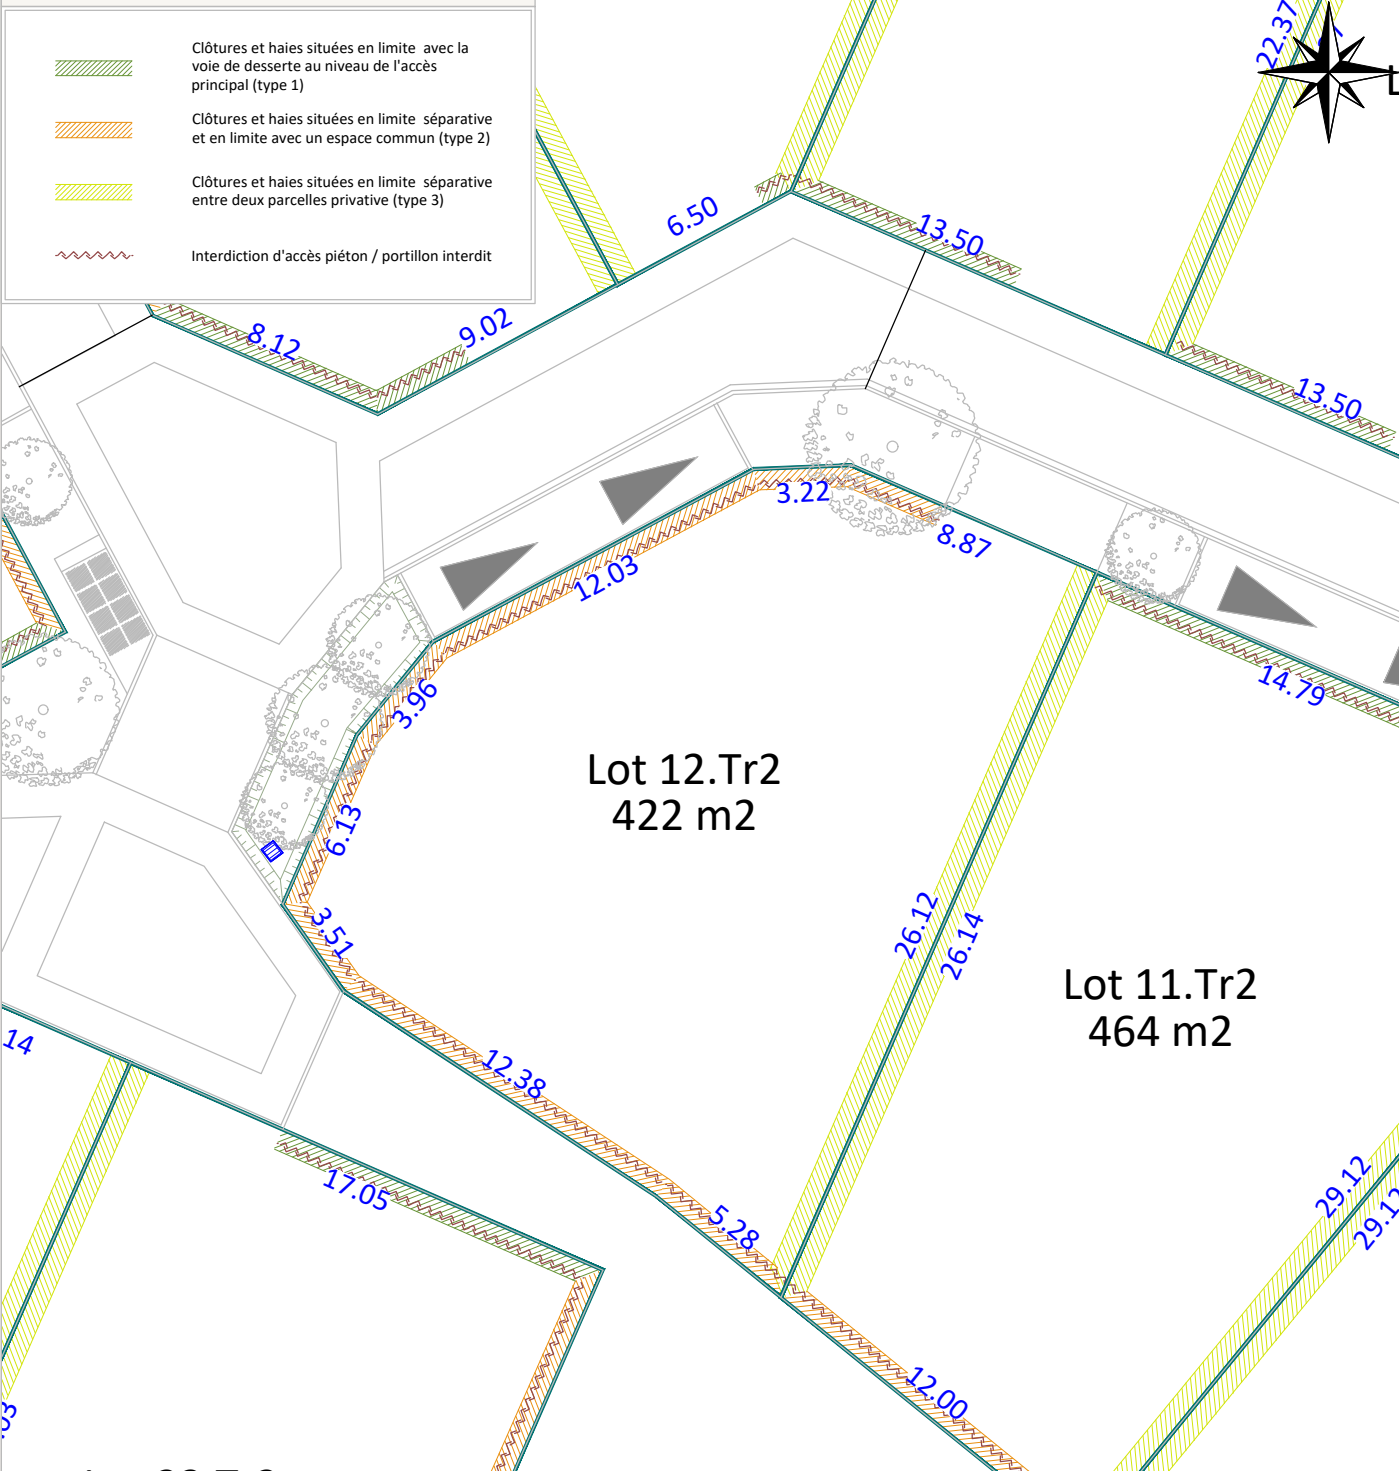 Clôtures et haies situées en limite avec la
voie de desserte au niveau de l'accès
principal (type 1)
Clôtures et haies situées en limite séparative
et en limite avec un espace commun (type 2)
Clôtures et haies situées en limite séparative
entre deux parcelles privative (type 3)
Interdiction d'accès piéton / portillon interdit
22.37
6.50
13.50
8.12
9.02
13.50
3.22
8.87
12.03
14.79
3.96
Lot 12.Tr2
422 m2
6.13
26.12
26.14
3.51
Lot 11.Tr2
464 m2
14
12.38
17.05
5.28
29.12
29.12
12.00